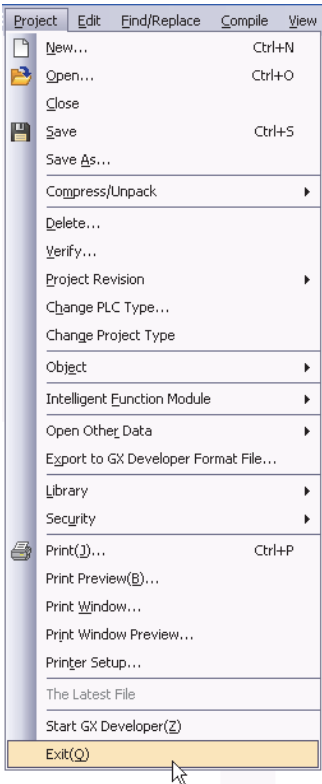 Project Edit Find/Replace Compile View
New... Ctrl+N
Open... Ctrl+O
Close
Save Ctrl+S
Save As...
Compress/Unpack
Delete...
Verify...
Project Revision
Change PLC Type...
Change Project Type
Object
Intelligent Function Module
Open Other Data
Export to GX Developer Format File...
Library
Security
Print(J)... Ctrl+P
Print Preview(B)...
Print Window...
Print Window Preview...
Printer Setup...
The Latest File
Start GX Developer(Z)
Exit(Q)